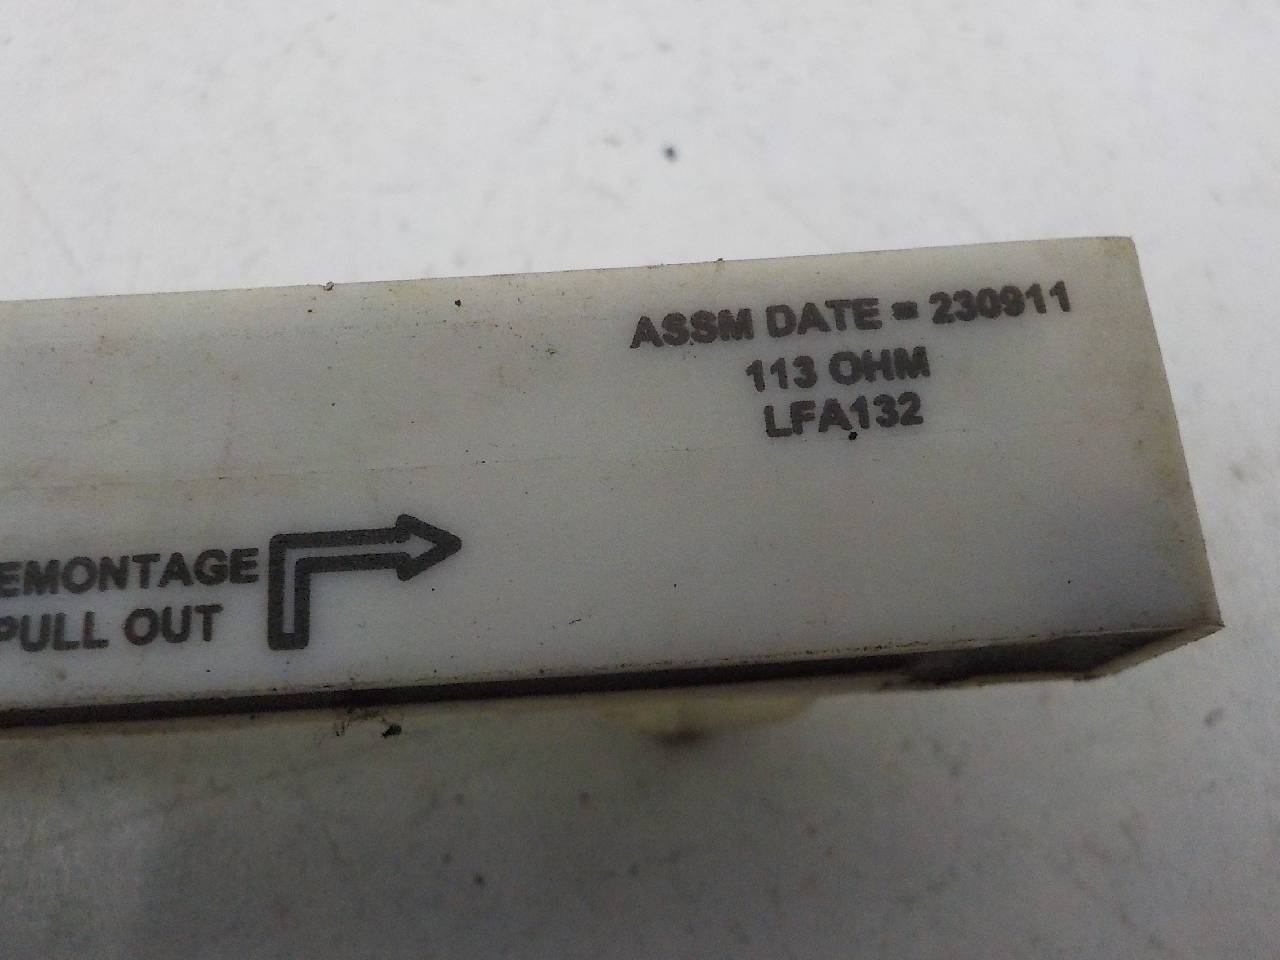 ASSM DATE = 230911
113 OHM
LFA132
EMONTAGE
PULL OUT